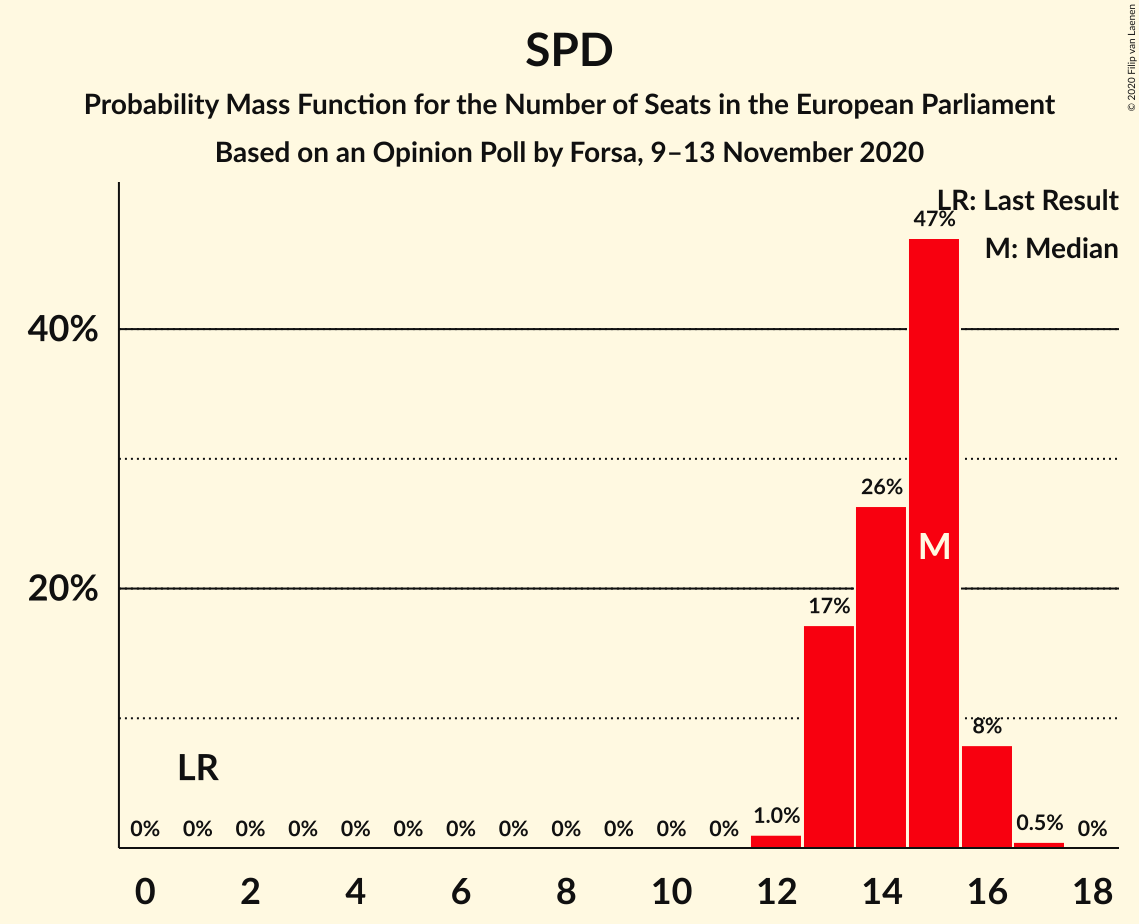 SPD
Probability Mass Function for the Number of Seats in the European Parliament
Based on an Opinion Poll by Forsa, 9–13 November 2020
© 2020 Filip van Laenen
LR: Last Result
M: Median
47%
40%
26%
M
20%
17%
8%
LR
0% 0% 0% 0% 0% 0% 0% 0% 0% 0% 0% 0% 1.0% 0.5% 0%
0 2 4 6 8 10 12 14 16 18